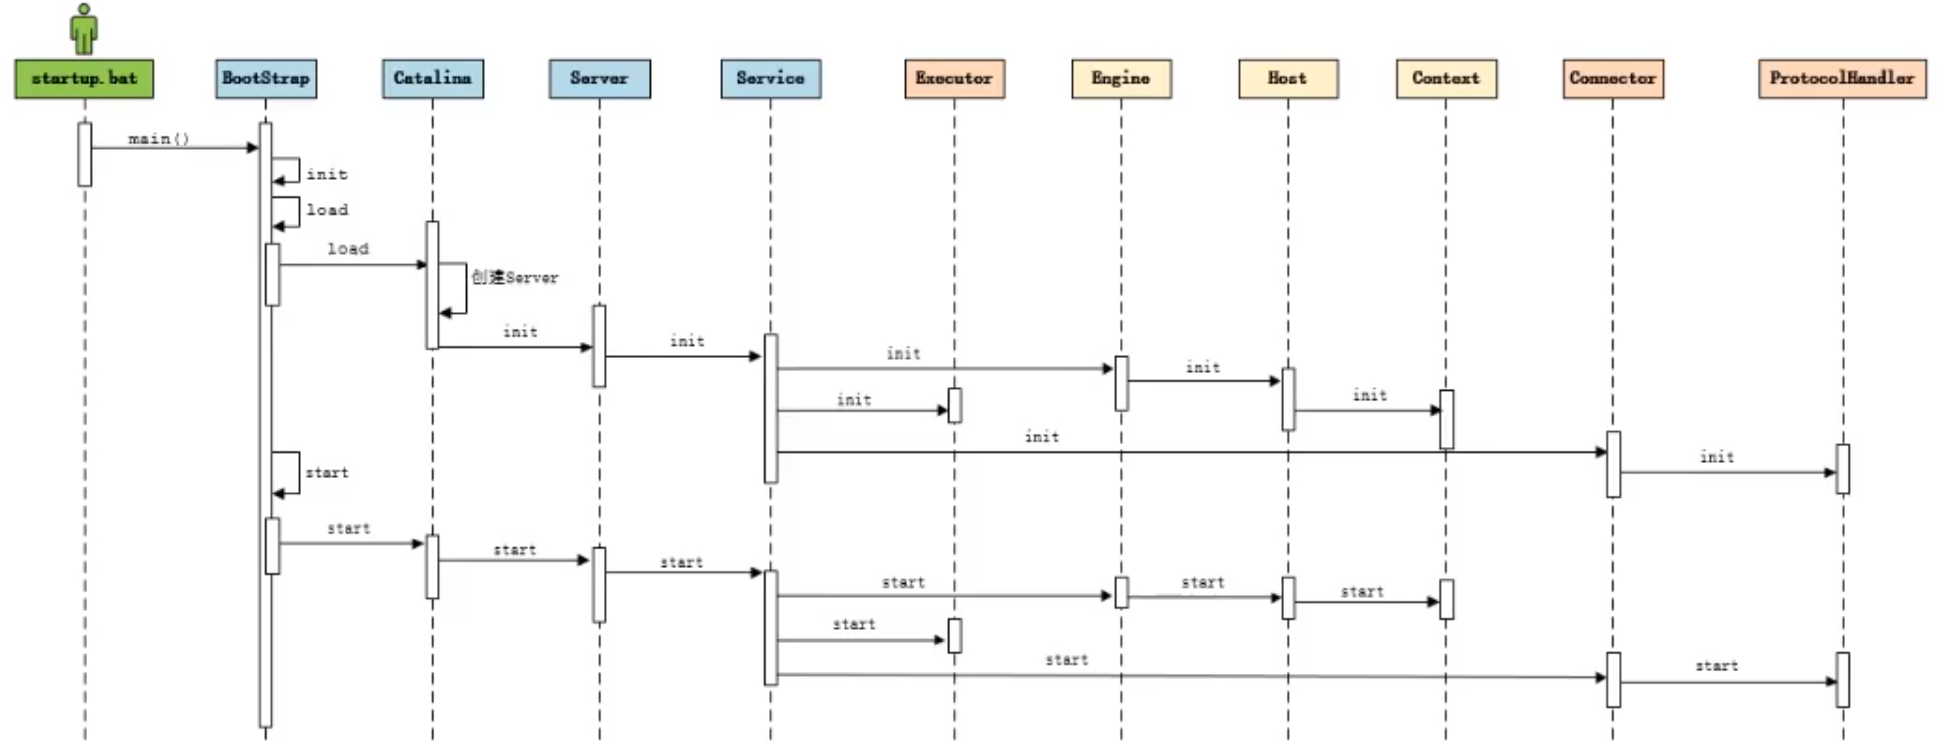 startup.bat
BootStrap
Catalina
Server
Service
Executor
Engine
Host
Context
Connector
ProtocolHandler
main()
init
load
load
创建Server
init
init
init
init
init
init
init
init
start
start
start
start
start
start
start
start
start
start